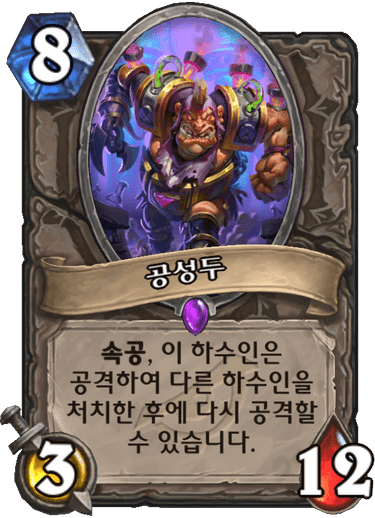 8
공성두
속공, 이 하수인은
공격하여 다른 하수인을
처치한 후에 다시 공격할
수 있습니다.
3
12